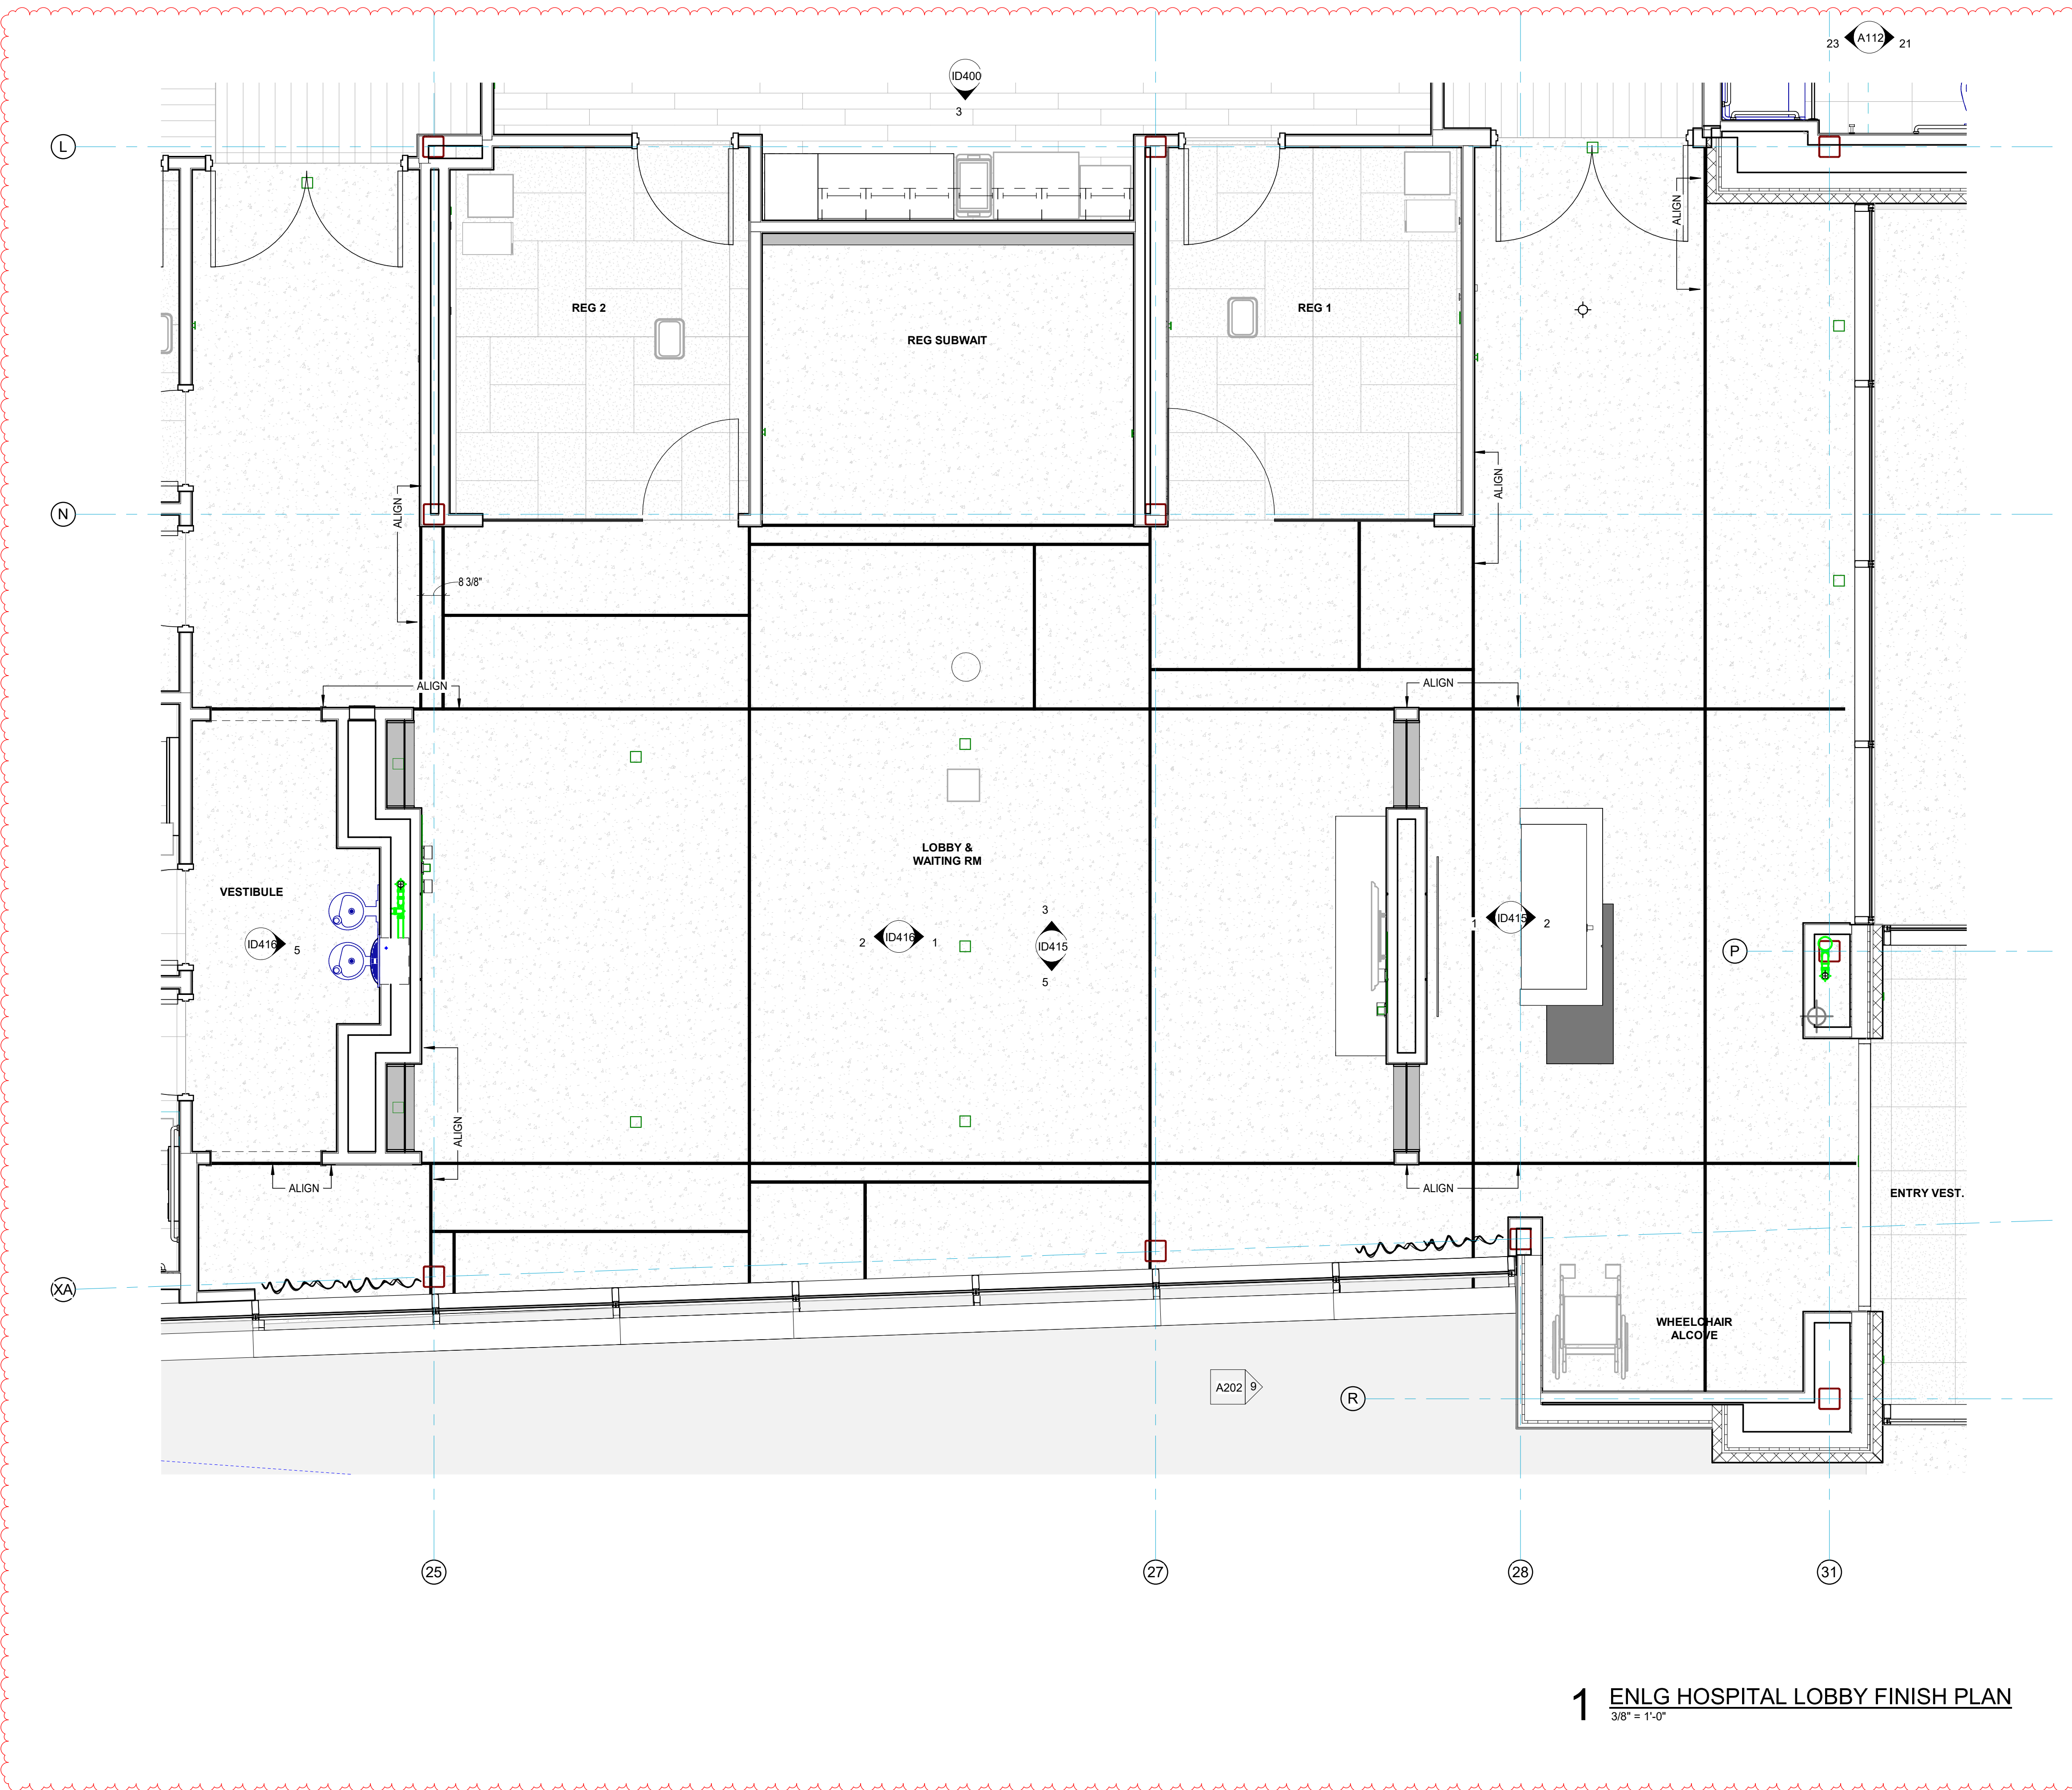 23 A112 21
ID400
3
L
ALIGN
REG 2
REG 1
REG SUBWAIT
ALIGN
ALIGN
N
8 3/8"
ALIGN
ALIGN
LOBBY &
WAITING RM
VESTIBULE
3
1 ID415 2
2 ID416 1
ID415
ID416 5
P
5
ALIGN
ALIGN
ALIGN
ENTRY VEST.
XA
WHEELCHAIR
ALCOVE
A202 9
R
25
27
28
31
1 ENLG HOSPITAL LOBBY FINISH PLAN
3/8" = 1'-0"